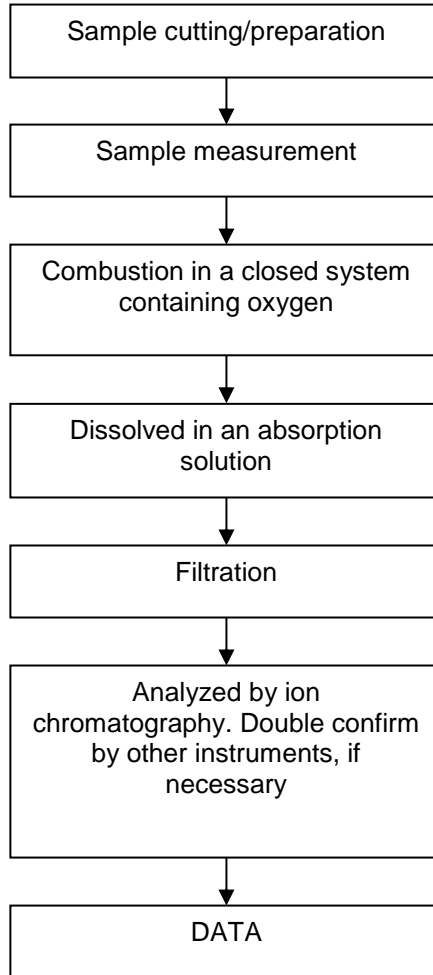 Sample cutting/preparation
Sample measurement
Combustion in a closed system
containing oxygen
Dissolved in an absorption
solution
Filtration
Analyzed by ion
chromatography. Double confirm
by other instruments, if
necessary
DATA